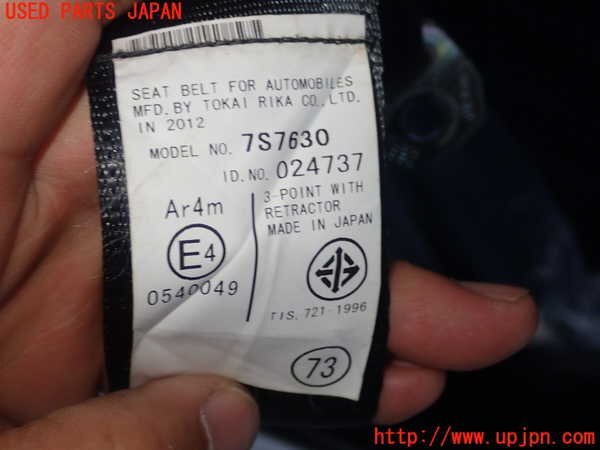 USED PARTS JAPAN
SEAT BELT FOR AUTOMOBILES
MFD. BY TOKAI RIKA CO., LTD.
IN 2012
MODEL NO. 7S7630
ID. NO. 024737
Ar4m
E4
0540049
3-POINT WITH
RETRACTOR
MADE IN JAPAN
TIS. 721-1996
73
http://www.upjpn.com/